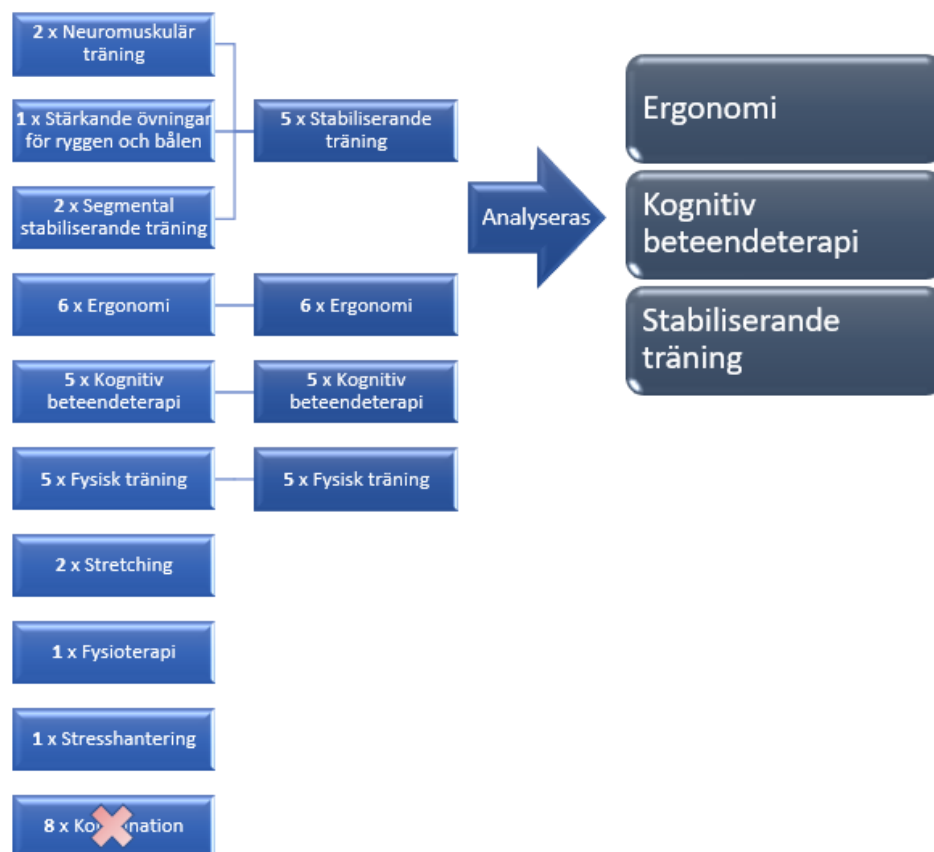 2 x Neuromuskulär
träning
1 x Stärkande övningar
för ryggen och bålen
2 x Segmental
stabiliserande träning
5 x Stabiliserande
träning
6 x Ergonomi
6 x Ergonomi
5 x Kognitiv
beteendeterapi
5 x Kognitiv
beteendeterapi
5 x Fysisk träning
5 x Fysisk träning
2 x Stretching
1 x Fysioterapi
1 x Stresshantering
8 x
Analyseras
Ergonomi
Kognitiv
beteendeterapi
Stabiliserande
träning